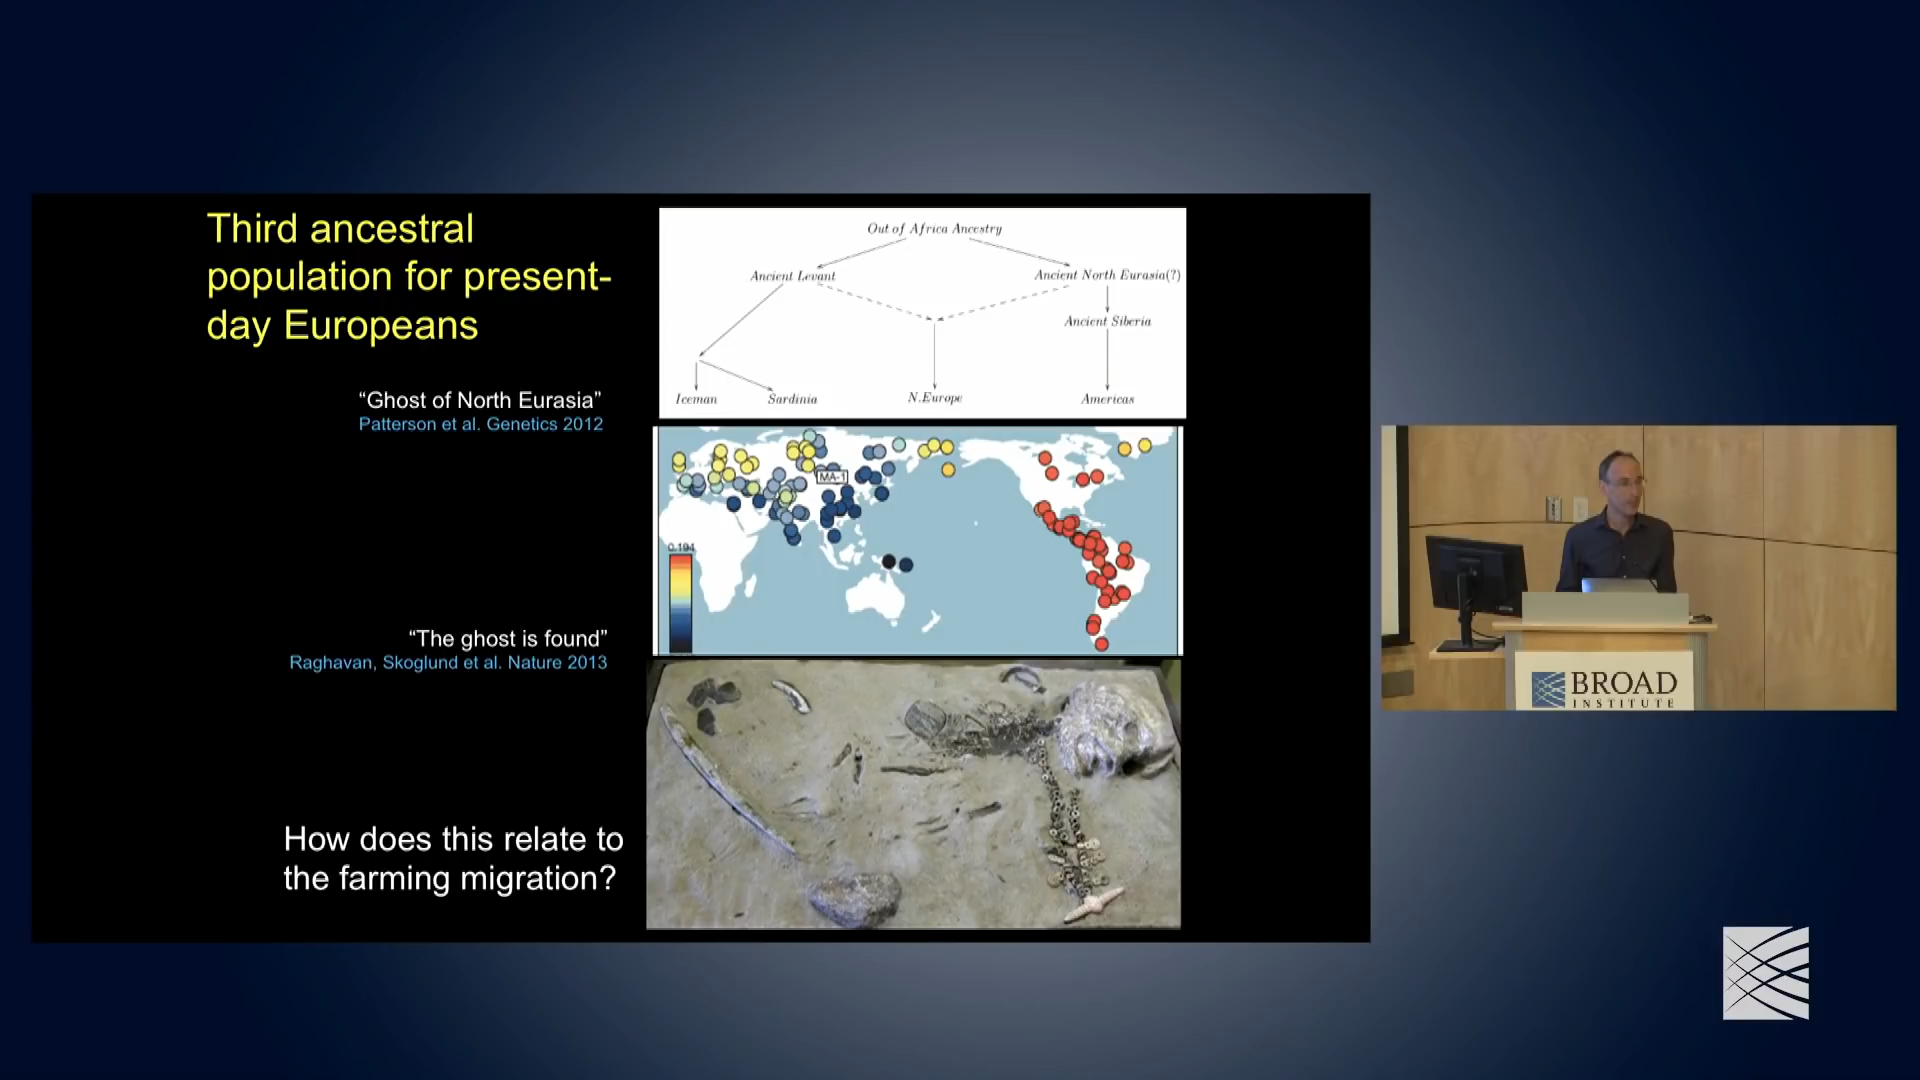 Third ancestral
population for present-
day Europeans
“Ghost of North Eurasia”
Patterson et al. Genetics 2012
Out of Africa Ancestry
Ancient Levant
Ancient North Eurasia(?)
Ancient Siberia
Iceman
Sardinia
N.Europe
Americas
MA-1
0.194
“The ghost is found”
Raghavan, Skoglund et al. Nature 2013
How does this relate to
the farming migration?
BROAD
INSTITUTE